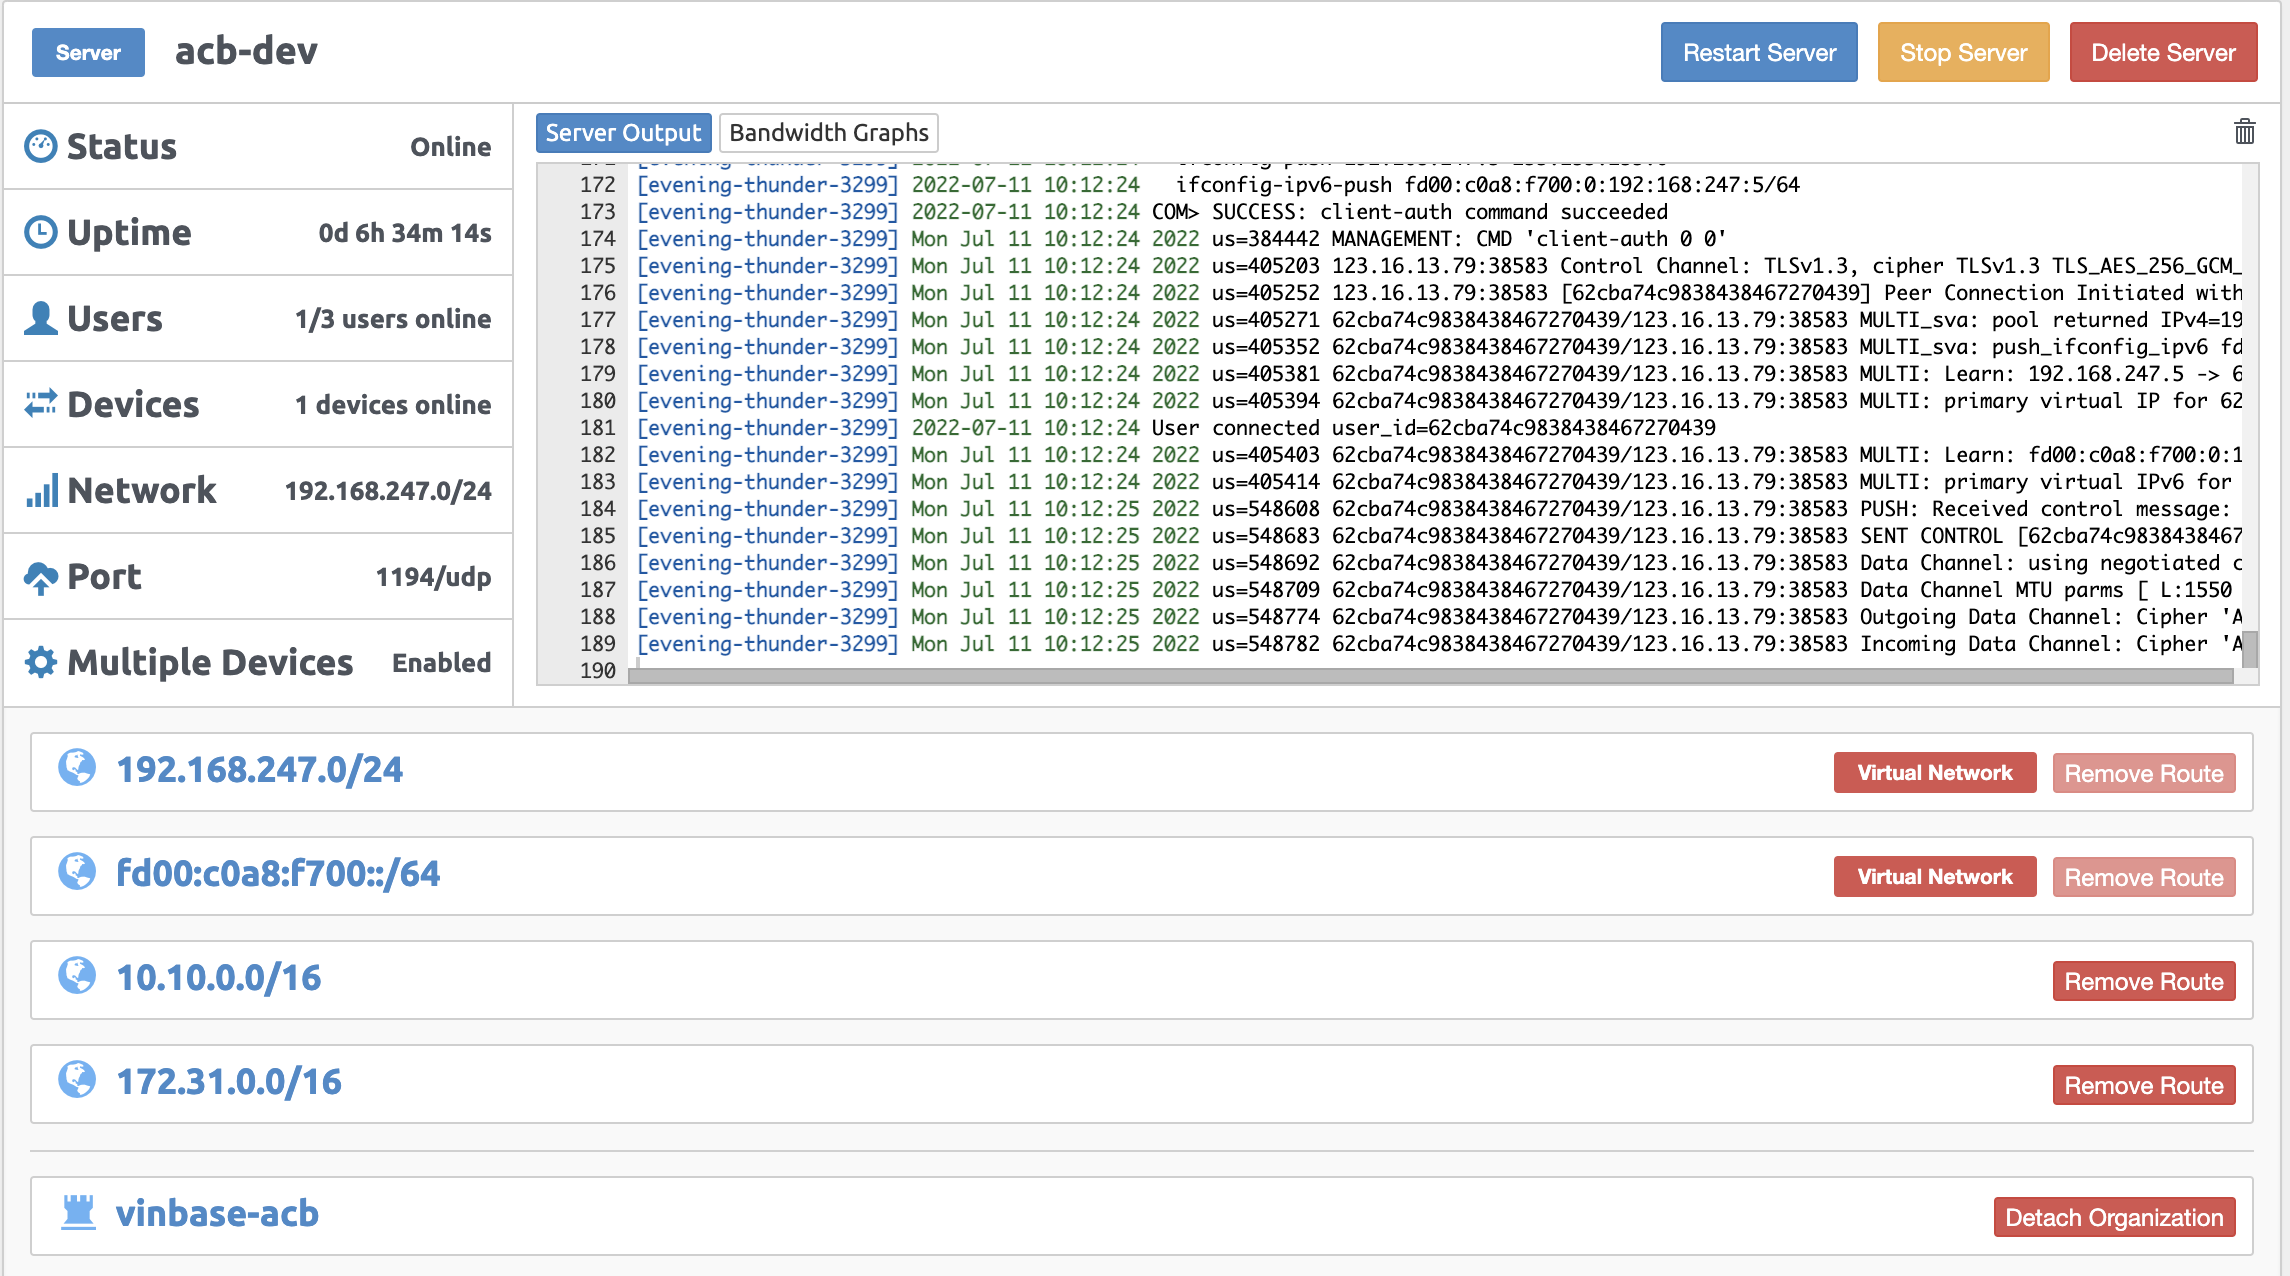 Server acb-dev Restart Server Stop Server Delete Server
Status Online
Uptime 0d 6h 34m 14s
Users 1/3 users online
Devices 1 devices online
Network 192.168.247.0/24
Port 1194/udp
Multiple Devices Enabled
Server Output Bandwidth Graphs
172 [evening-thunder-3299] 2022-07-11 10:12:24 ifconfig-ipv6-push fd00:c0a8:f700:0:192:168:247:5/64
173 [evening-thunder-3299] 2022-07-11 10:12:24 COM> SUCCESS: client-auth command succeeded
174 [evening-thunder-3299] Mon Jul 11 10:12:24 2022 us=384442 MANAGEMENT: CMD 'client-auth 0 0'
175 [evening-thunder-3299] Mon Jul 11 10:12:24 2022 us=405203 123.16.13.79:38583 Control Channel: TLSv1.3, cipher TLSv1.3 TLS_AES_256_GCM_
176 [evening-thunder-3299] Mon Jul 11 10:12:24 2022 us=405252 123.16.13.79:38583 [62cba74c9838438467270439] Peer Connection Initiated with
177 [evening-thunder-3299] Mon Jul 11 10:12:24 2022 us=405271 62cba74c9838438467270439/123.16.13.79:38583 MULTI_sva: pool returned IPv4=19
178 [evening-thunder-3299] Mon Jul 11 10:12:24 2022 us=405352 62cba74c9838438467270439/123.16.13.79:38583 MULTI_sva: push_ifconfig_ipv6 fd
179 [evening-thunder-3299] Mon Jul 11 10:12:24 2022 us=405381 62cba74c9838438467270439/123.16.13.79:38583 MULTI: Learn: 192.168.247.5 -> 6
180 [evening-thunder-3299] Mon Jul 11 10:12:24 2022 us=405394 62cba74c9838438467270439/123.16.13.79:38583 MULTI: primary virtual IP for 62
181 [evening-thunder-3299] 2022-07-11 10:12:24 User connected user_id=62cba74c9838438467270439
182 [evening-thunder-3299] Mon Jul 11 10:12:24 2022 us=405403 62cba74c9838438467270439/123.16.13.79:38583 MULTI: Learn: fd00:c0a8:f700:0:1
183 [evening-thunder-3299] Mon Jul 11 10:12:24 2022 us=405414 62cba74c9838438467270439/123.16.13.79:38583 MULTI: primary virtual IPv6 for
184 [evening-thunder-3299] Mon Jul 11 10:12:25 2022 us=548608 62cba74c9838438467270439/123.16.13.79:38583 PUSH: Received control message:
185 [evening-thunder-3299] Mon Jul 11 10:12:25 2022 us=548683 62cba74c9838438467270439/123.16.13.79:38583 SENT CONTROL [62cba74c9838438467
186 [evening-thunder-3299] Mon Jul 11 10:12:25 2022 us=548692 62cba74c9838438467270439/123.16.13.79:38583 Data Channel: using negotiated c
187 [evening-thunder-3299] Mon Jul 11 10:12:25 2022 us=548709 62cba74c9838438467270439/123.16.13.79:38583 Data Channel MTU parms [ L:1550
188 [evening-thunder-3299] Mon Jul 11 10:12:25 2022 us=548774 62cba74c9838438467270439/123.16.13.79:38583 Outgoing Data Channel: Cipher 'A
189 [evening-thunder-3299] Mon Jul 11 10:12:25 2022 us=548782 62cba74c9838438467270439/123.16.13.79:38583 Incoming Data Channel: Cipher 'A
190
192.168.247.0/24 Virtual Network Remove Route
fd00:c0a8:f700::/64 Virtual Network Remove Route
10.10.0.0/16 Remove Route
172.31.0.0/16 Remove Route
vinbase-acb Detach Organization